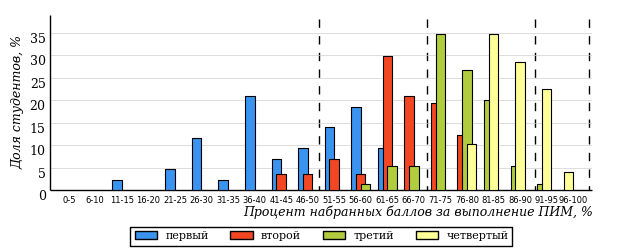 Доля студентов, %
35
30
25
20
15
10
5
0
0-5 6-10 11-15 16-20 21-25 26-30 31-35 36-40 41-45 46-50 51-55 56-60 61-65 66-70 71-75 76-80 81-85 86-90 91-95 96-100
Процент набранных баллов за выполнение ПИМ, %
первый второй третий четвертый